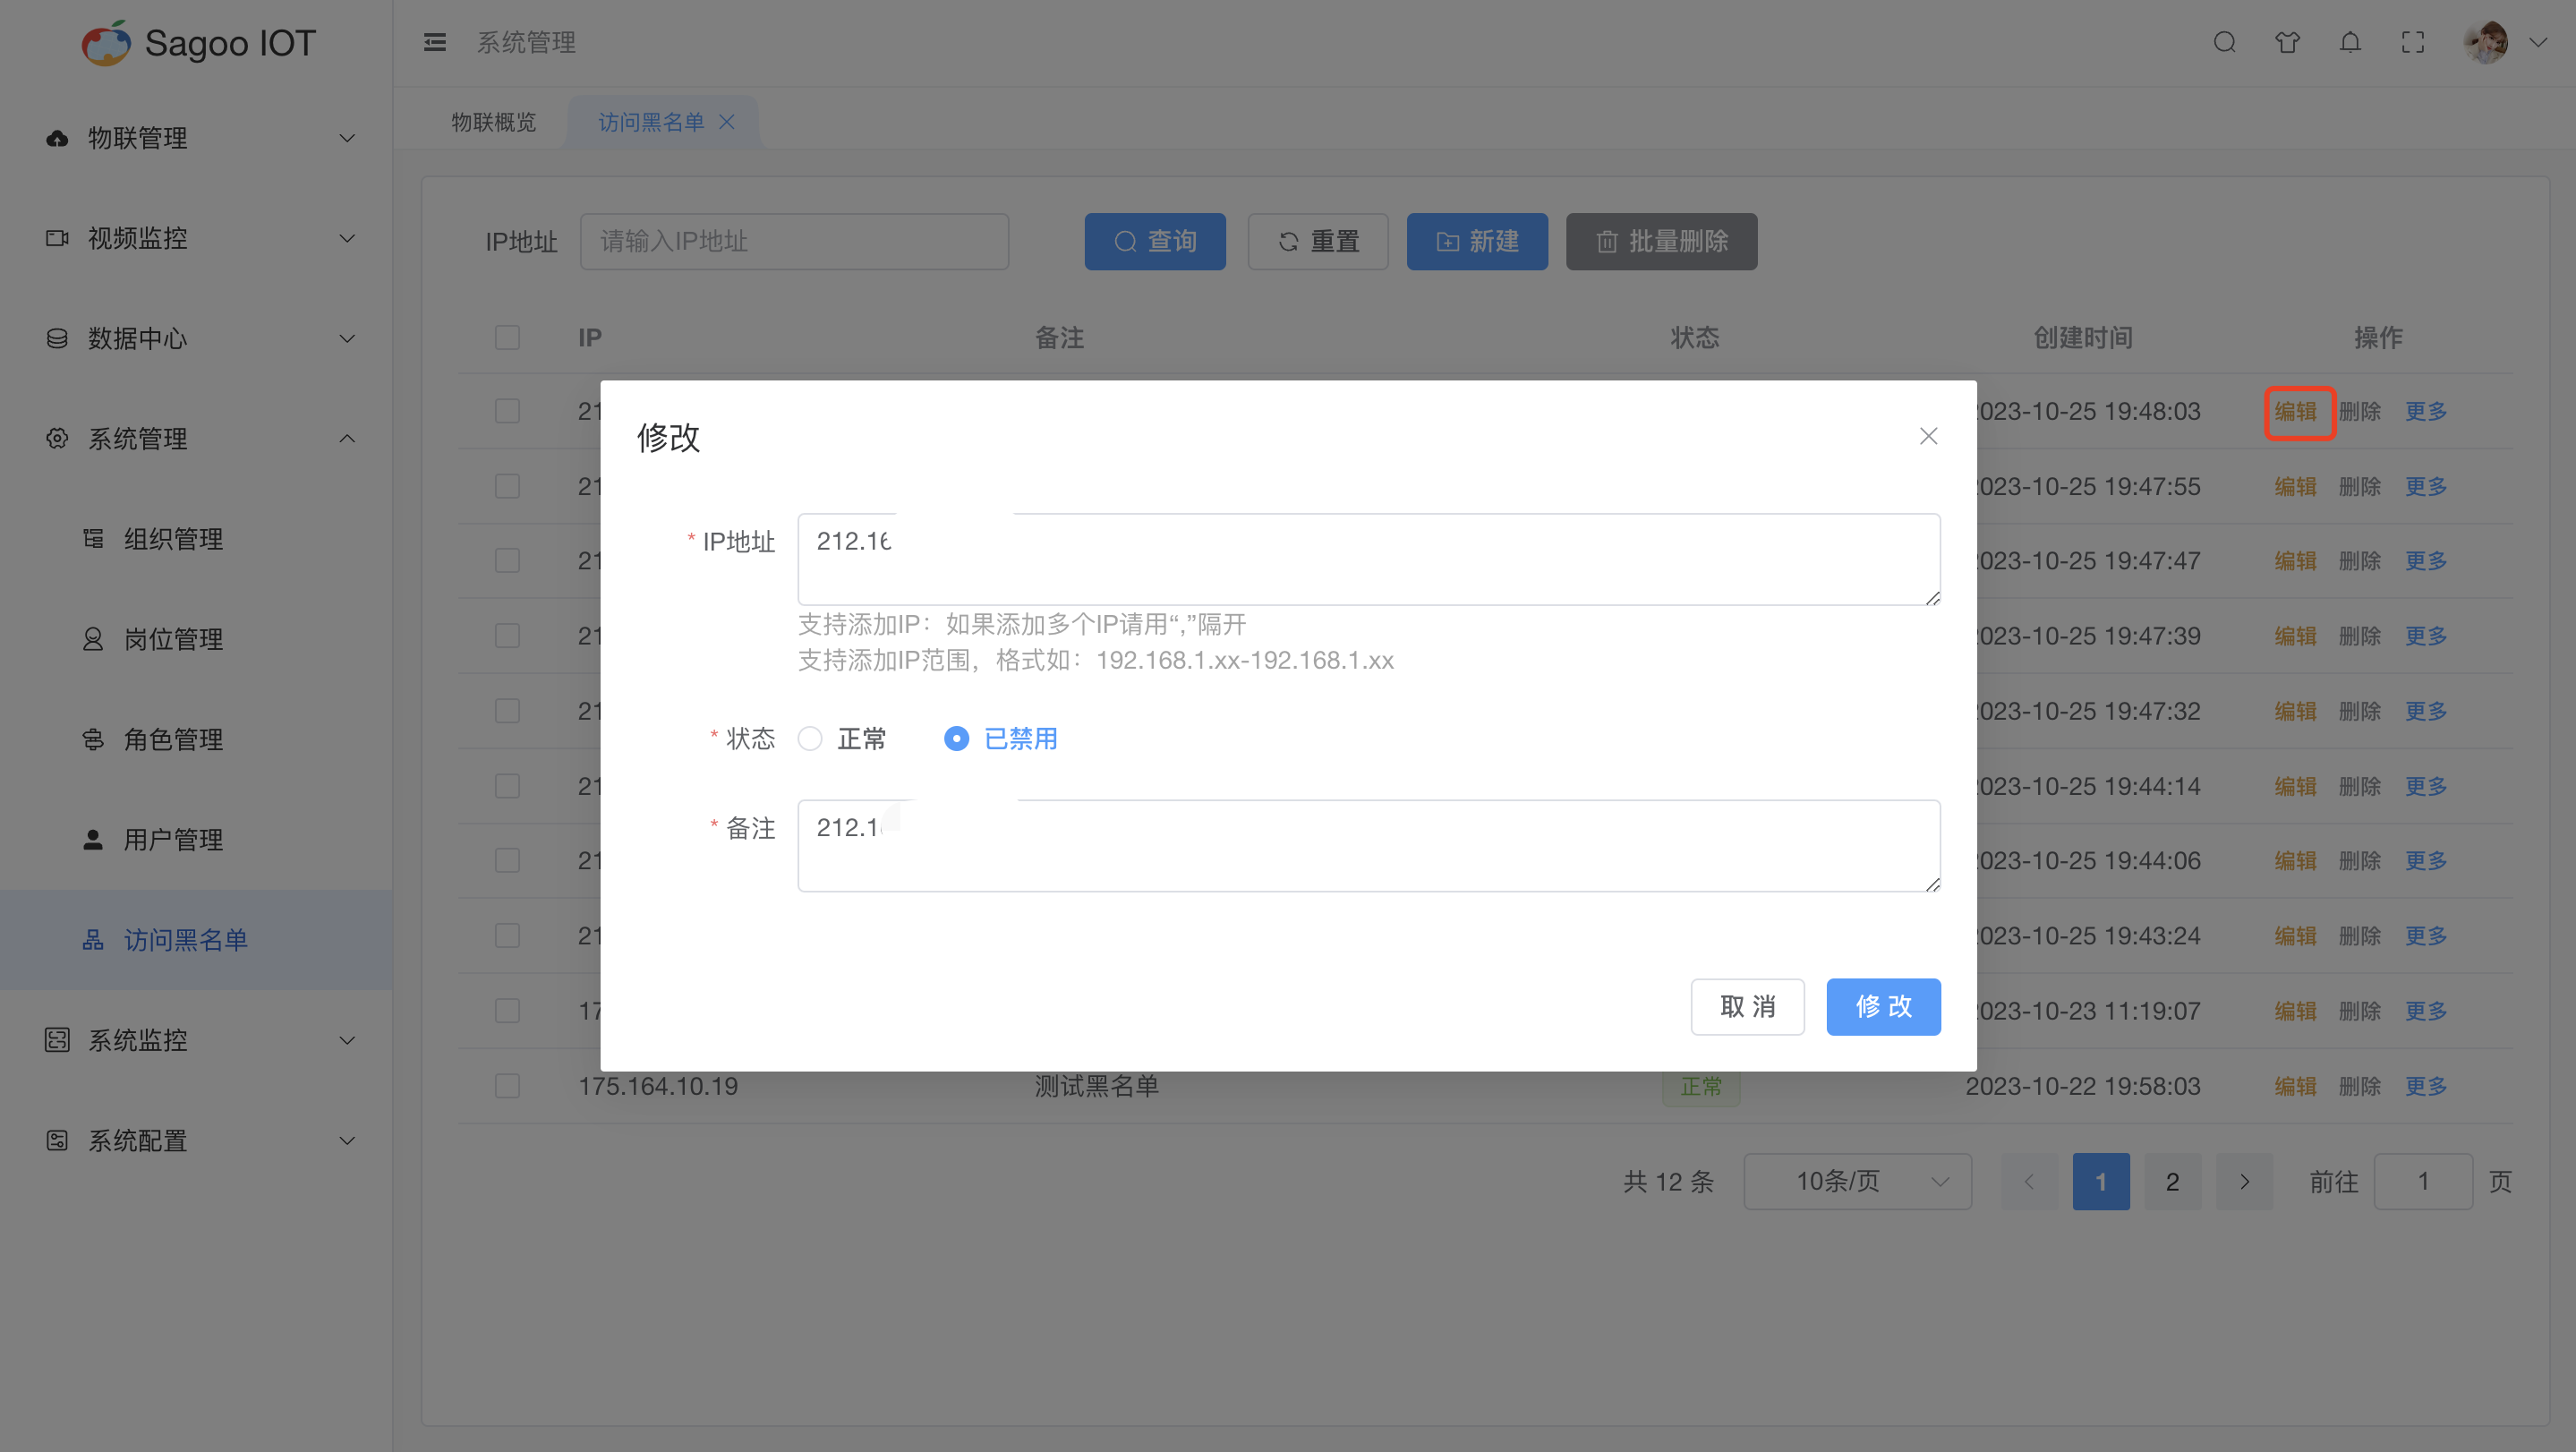 Sagoo IOT
系统管理
物联概览
访问黑名单
物联管理
视频监控
数据中心
系统管理
组织管理
岗位管理
角色管理
用户管理
访问黑名单
系统监控
系统配置
IP地址 请输入IP地址 查询 重置 新建 批量删除
IP 备注 状态 创建时间 操作
21 2023-10-25 19:48:03 编辑 删除 更多
21 2023-10-25 19:47:55 编辑 删除 更多
21 2023-10-25 19:47:47 编辑 删除 更多
21 2023-10-25 19:47:39 编辑 删除 更多
21 2023-10-25 19:47:32 编辑 删除 更多
21 2023-10-25 19:44:14 编辑 删除 更多
21 2023-10-25 19:44:06 编辑 删除 更多
21 2023-10-25 19:43:24 编辑 删除 更多
17 2023-10-23 11:19:07 编辑 删除 更多
175.164.10.19 测试黑名单 正常 2023-10-22 19:58:03 编辑 删除 更多
共 12 条 10条/页 1 2 前往 1 页
修改
* IP地址 212.16
支持添加IP：如果添加多个IP请用“,”隔开
支持添加IP范围，格式如：192.168.1.xx-192.168.1.xx
* 状态 正常 已禁用
* 备注 212.1
取 消 修 改